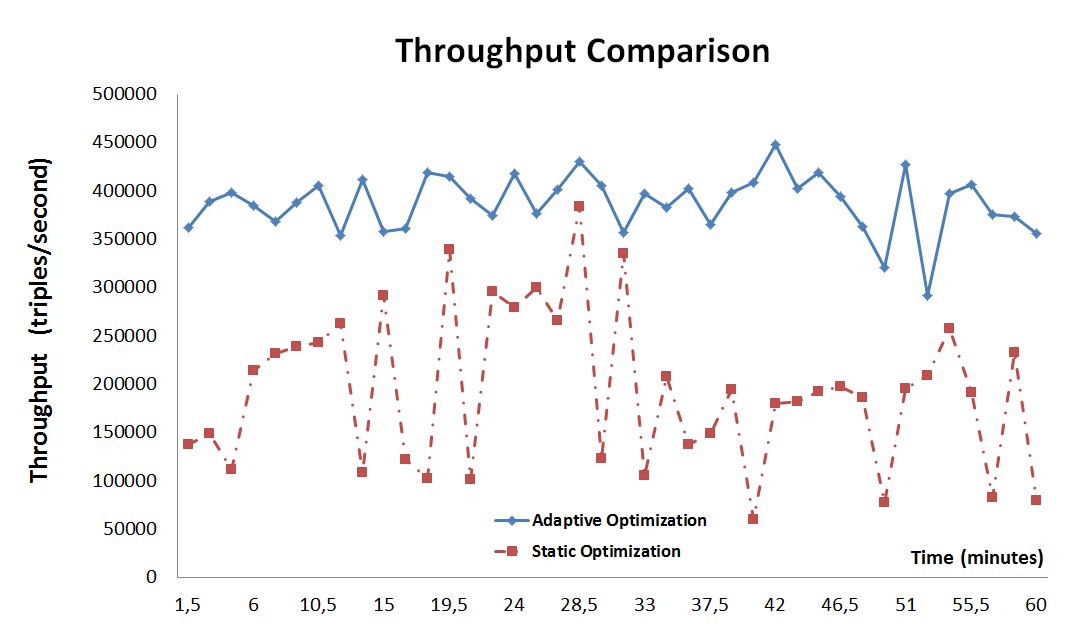 Throughput Comparison
Throughput (triples/second)
500000
450000
400000
350000
300000
250000
200000
150000
100000
50000
0
Adaptive Optimization
Static Optimization
Time (minutes)
1,5 6 10,5 15 19,5 24 28,5 33 37,5 42 46,5 51 55,5 60